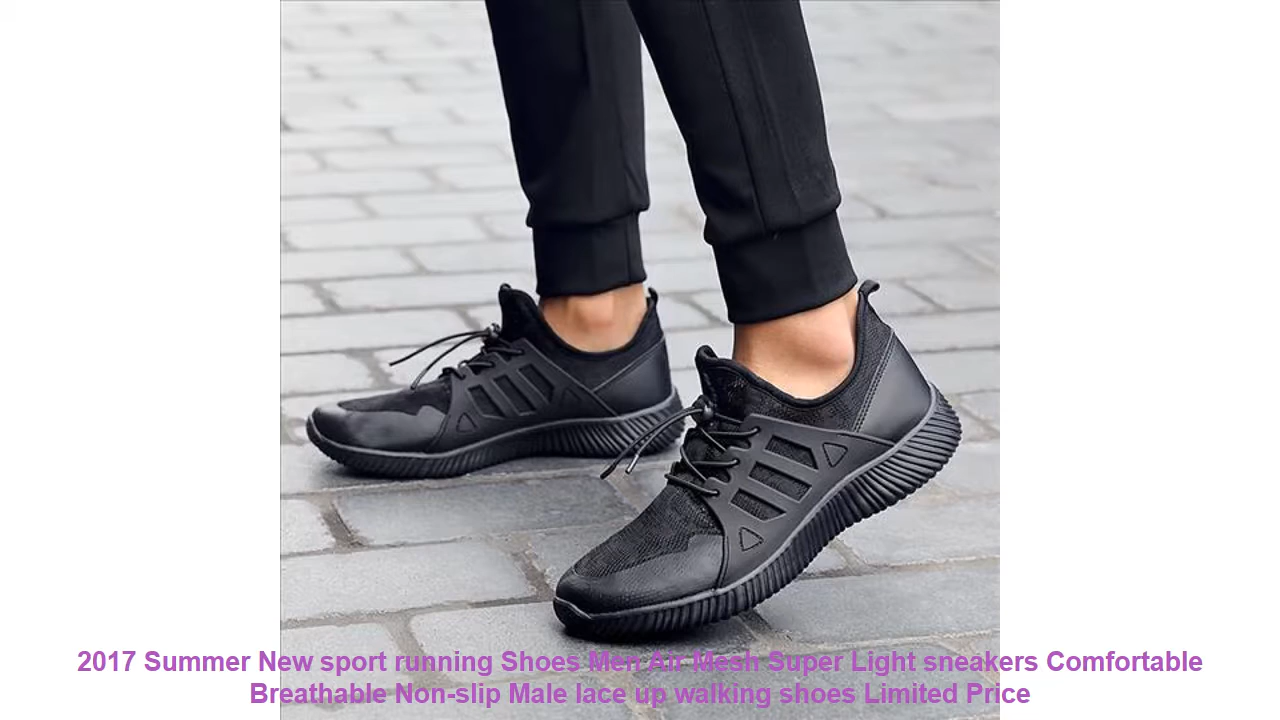 2017 Summer New sport running Shoes Men Air Mesh Super Light sneakers Comfortable
Breathable Non-slip Male lace up walking shoes Limited Price